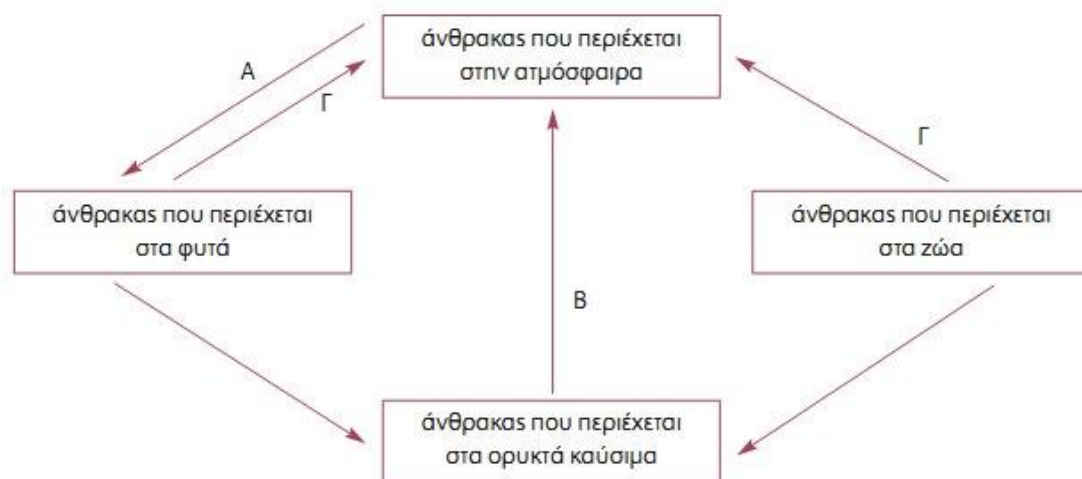 άνθρακας που περιέχεται
στην ατμόσφαιρα
Α
Γ
Γ
άνθρακας που περιέχεται
στα φυτά
άνθρακας που περιέχεται
στα ζώα
Β
άνθρακας που περιέχεται
στα ορυκτά καύσιμα